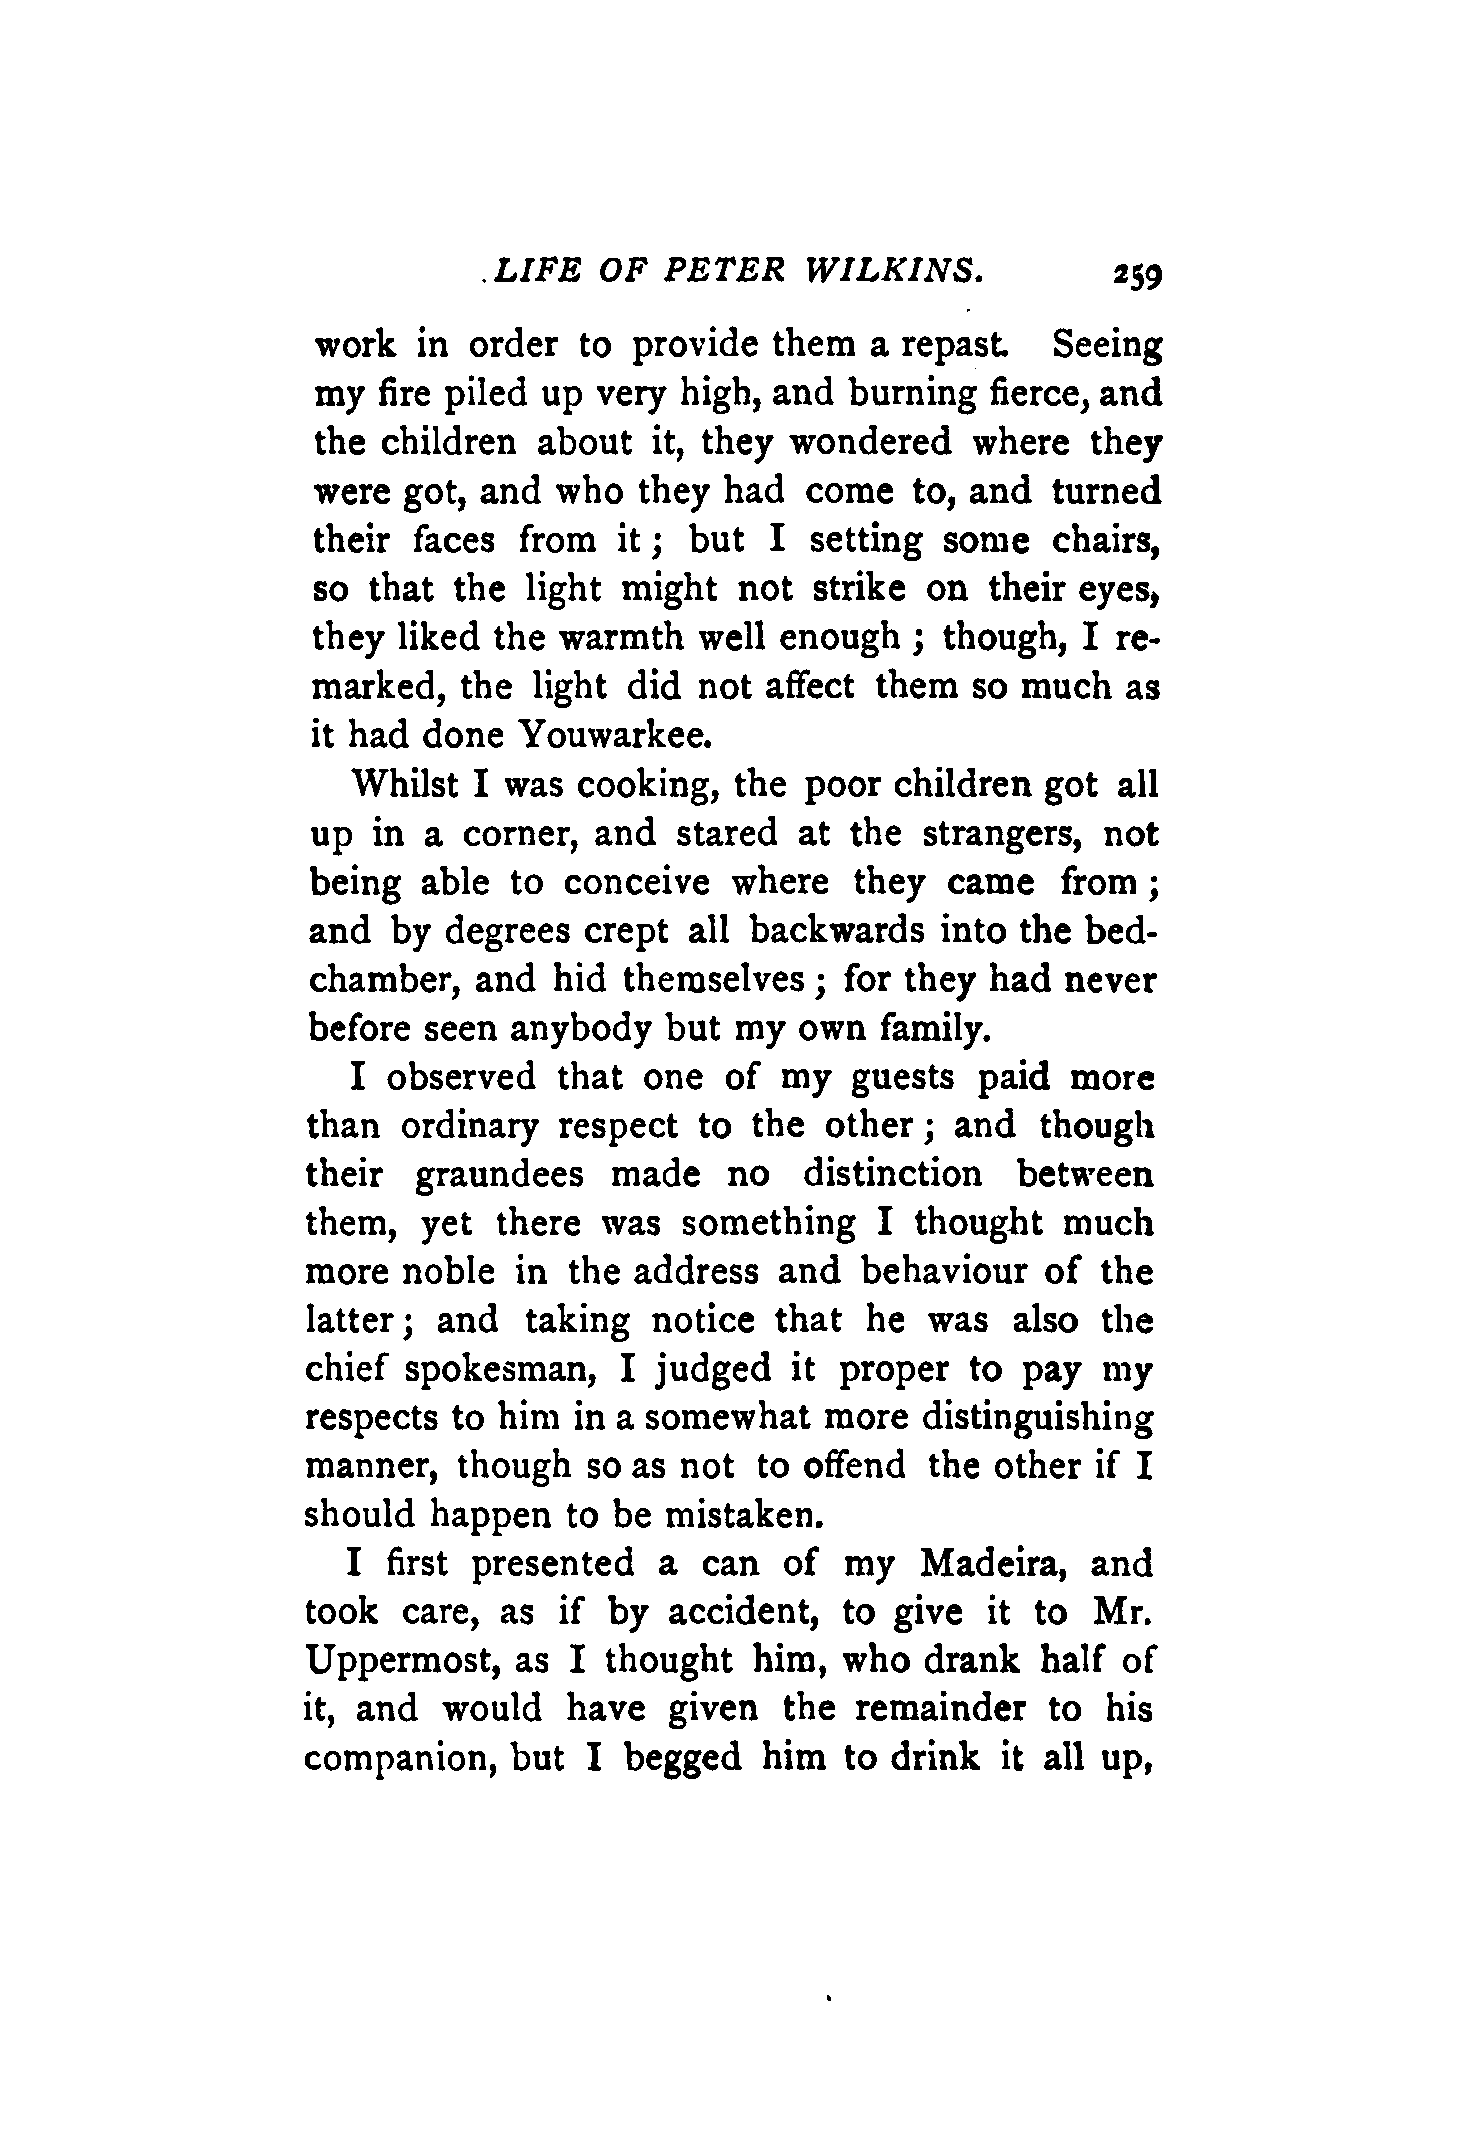 LIFE OF PETER WILKINS. 259
work in order to provide them a repast. Seeing
my fire piled up very high, and burning fierce, and
the children about it, they wondered where they
were got, and who they had come to, and turned
their faces from it ; but I setting some chairs,
so that the light might not strike on their eyes,
they liked the warmth well enough ; though, I re-
marked, the light did not affect them so much as
it had done Youwarkee.
Whilst I was cooking, the poor children got all
up in a corner, and stared at the strangers, not
being able to conceive where they came from ;
and by degrees crept all backwards into the bed-
chamber, and hid themselves ; for they had never
before seen anybody but my own family.
I observed that one of my guests paid more
than ordinary respect to the other ; and though
their graundees made no distinction between
them, yet there was something I thought much
more noble in the address and behaviour of the
latter ; and taking notice that he was also the
chief spokesman, I judged it proper to pay my
respects to him in a somewhat more distinguishing
manner, though so as not to offend the other if I
should happen to be mistaken.
I first presented a can of my Madeira, and
took care, as if by accident, to give it to Mr.
Uppermost, as I thought him, who drank half of
it, and would have given the remainder to his
companion, but I begged him to drink it all up,